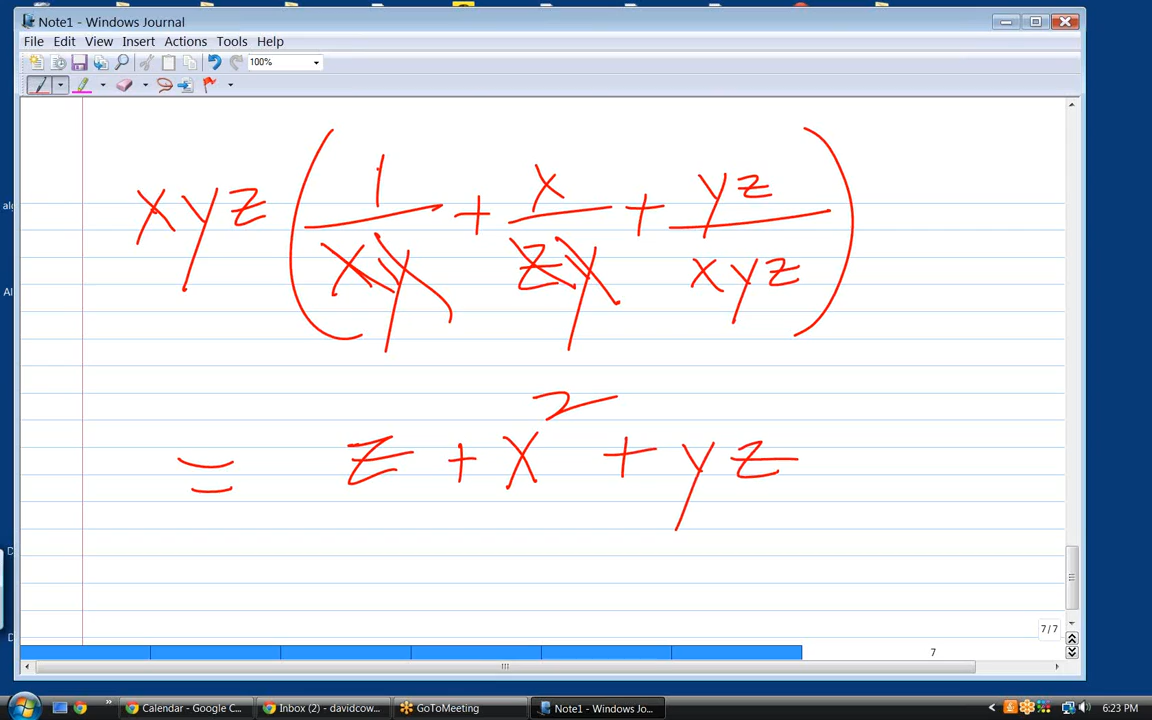 Note1 - Windows Journal
File Edit View Insert Actions Tools Help
100%
xyz ( 1/xy + x/zy + yz/xyz )
= z + x² + yz
7/7
7
Calendar - Google C... Inbox (2) - davidcow... GoToMeeting Note1 - Windows Jo... 6:23 PM